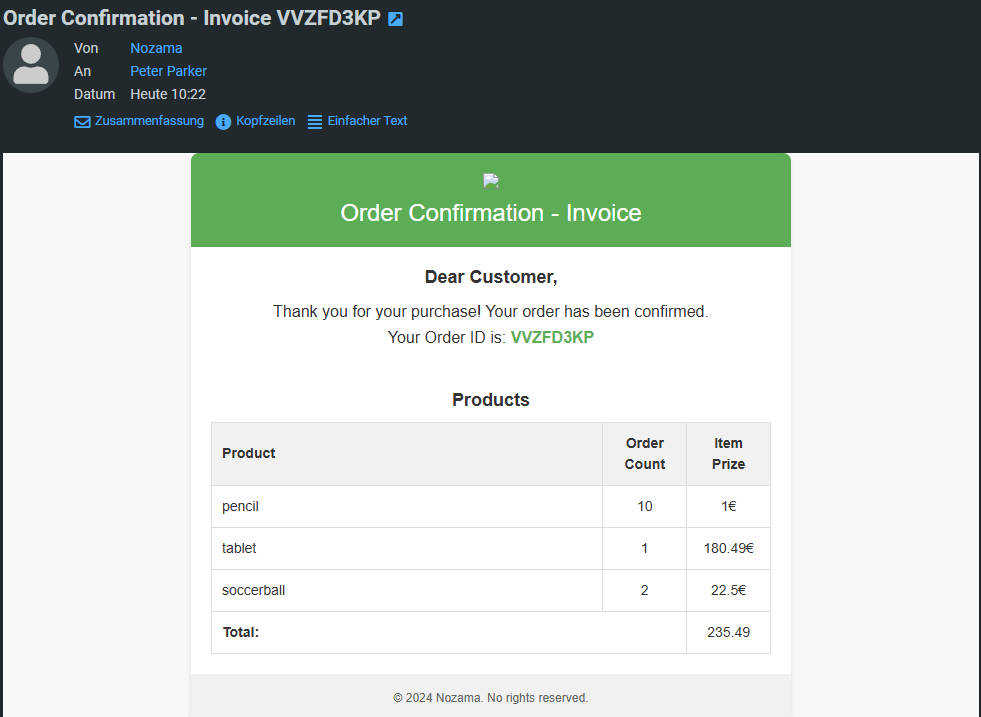 Order Confirmation - Invoice VVZFD3KP
Von Nozama
An Peter Parker
Datum Heute 10:22
Zusammenfassung Kopfzeilen Einfacher Text
Order Confirmation - Invoice
Dear Customer,
Thank you for your purchase! Your order has been confirmed.
Your Order ID is: VVZFD3KP
Products
Product Order Count Item Prize
pencil 10 1€
tablet 1 180.49€
soccerball 2 22.5€
Total: 235.49
© 2024 Nozama. No rights reserved.